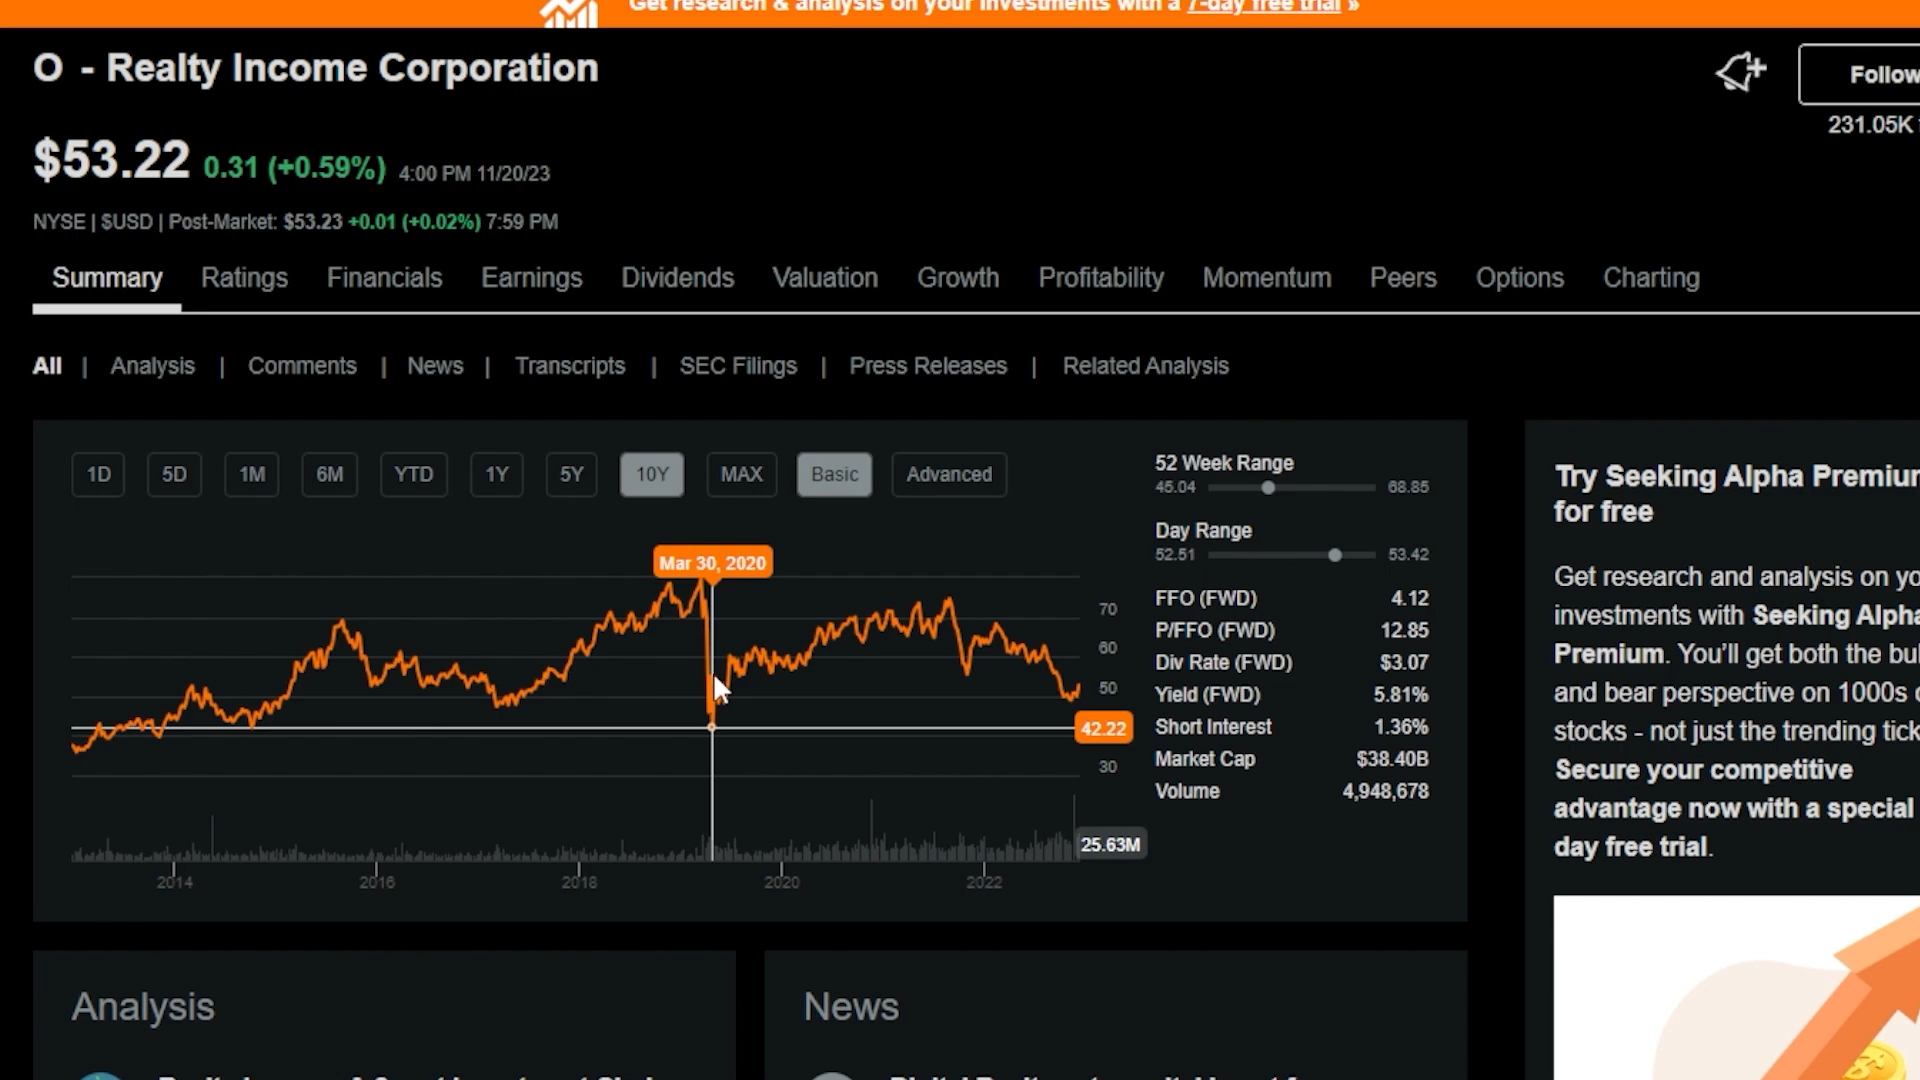 Get research & analysis on your investments with a 7-day free trial »
O - Realty Income Corporation
Follow
231.05K
$53.22 0.31 (+0.59%) 4:00 PM 11/20/23
NYSE | $USD | Post-Market: $53.23 +0.01 (+0.02%) 7:59 PM
Summary Ratings Financials Earnings Dividends Valuation Growth Profitability Momentum Peers Options Charting
All | Analysis | Comments | News | Transcripts | SEC Filings | Press Releases | Related Analysis
1D 5D 1M 6M YTD 1Y 5Y 10Y MAX Basic Advanced
Mar 30, 2020
70
60
50
42.22
30
25.63M
2014 2016 2018 2020 2022
52 Week Range
45.04 68.85
Day Range
52.51 53.42
FFO (FWD) 4.12
P/FFO (FWD) 12.85
Div Rate (FWD) $3.07
Yield (FWD) 5.81%
Short Interest 1.36%
Market Cap $38.40B
Volume 4,948,678
Try Seeking Alpha Premium
for free
Get research and analysis on
investments with Seeking Alpha
Premium. You'll get both the
and bear perspective on 1000s
stocks - not just the trending
Secure your competitive
advantage now with a special
day free trial.
Analysis
News